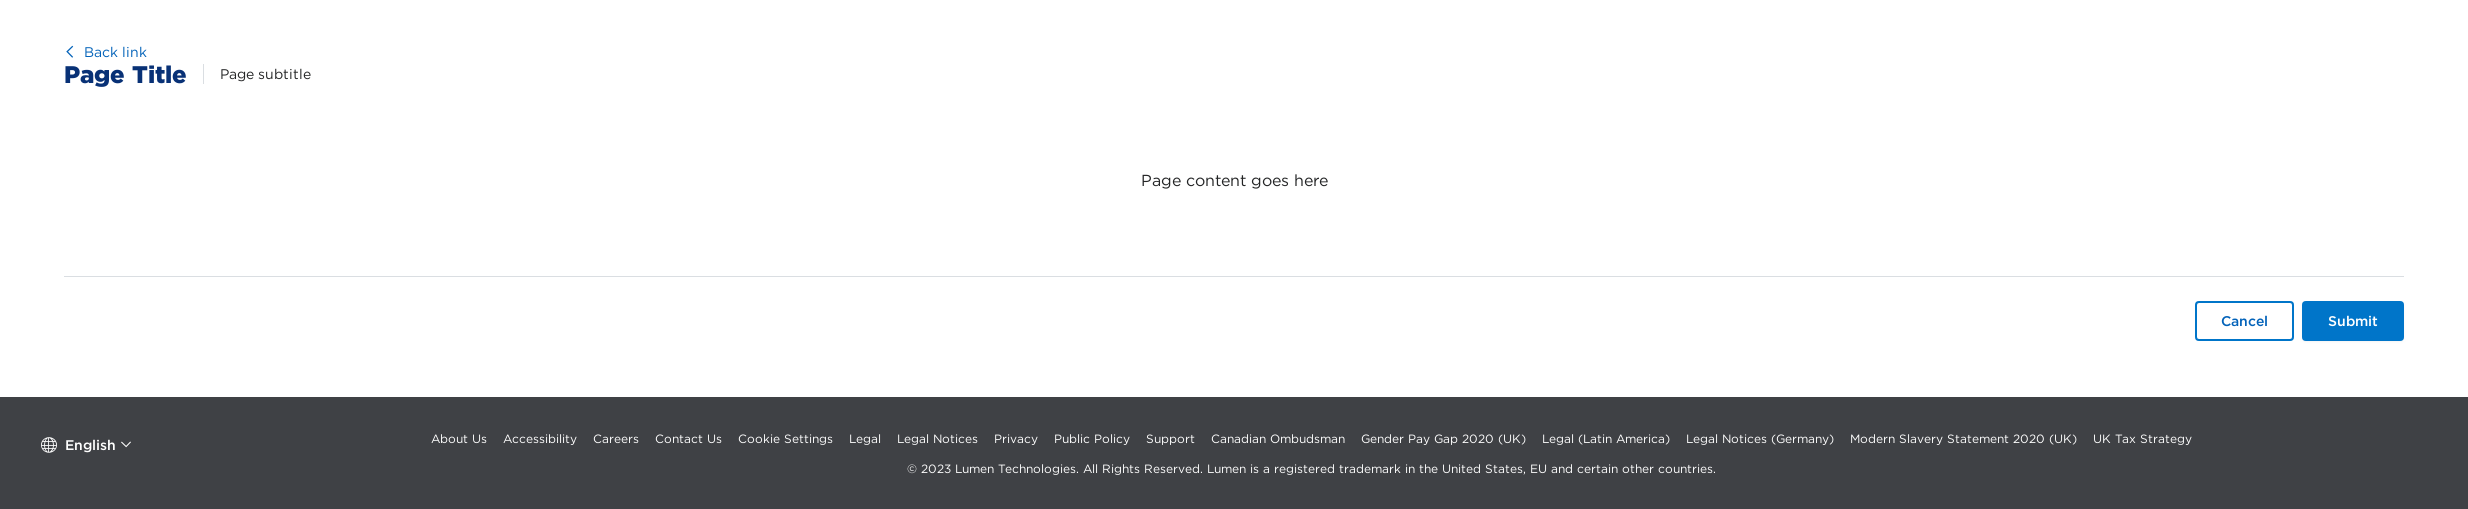 Back link
Page Title Page subtitle
Page content goes here
Cancel Submit
English
About Us Accessibility Careers Contact Us Cookie Settings Legal Legal Notices Privacy Public Policy Support Canadian Ombudsman Gender Pay Gap 2020 (UK) Legal (Latin America) Legal Notices (Germany) Modern Slavery Statement 2020 (UK) UK Tax Strategy
© 2023 Lumen Technologies. All Rights Reserved. Lumen is a registered trademark in the United States, EU and certain other countries.